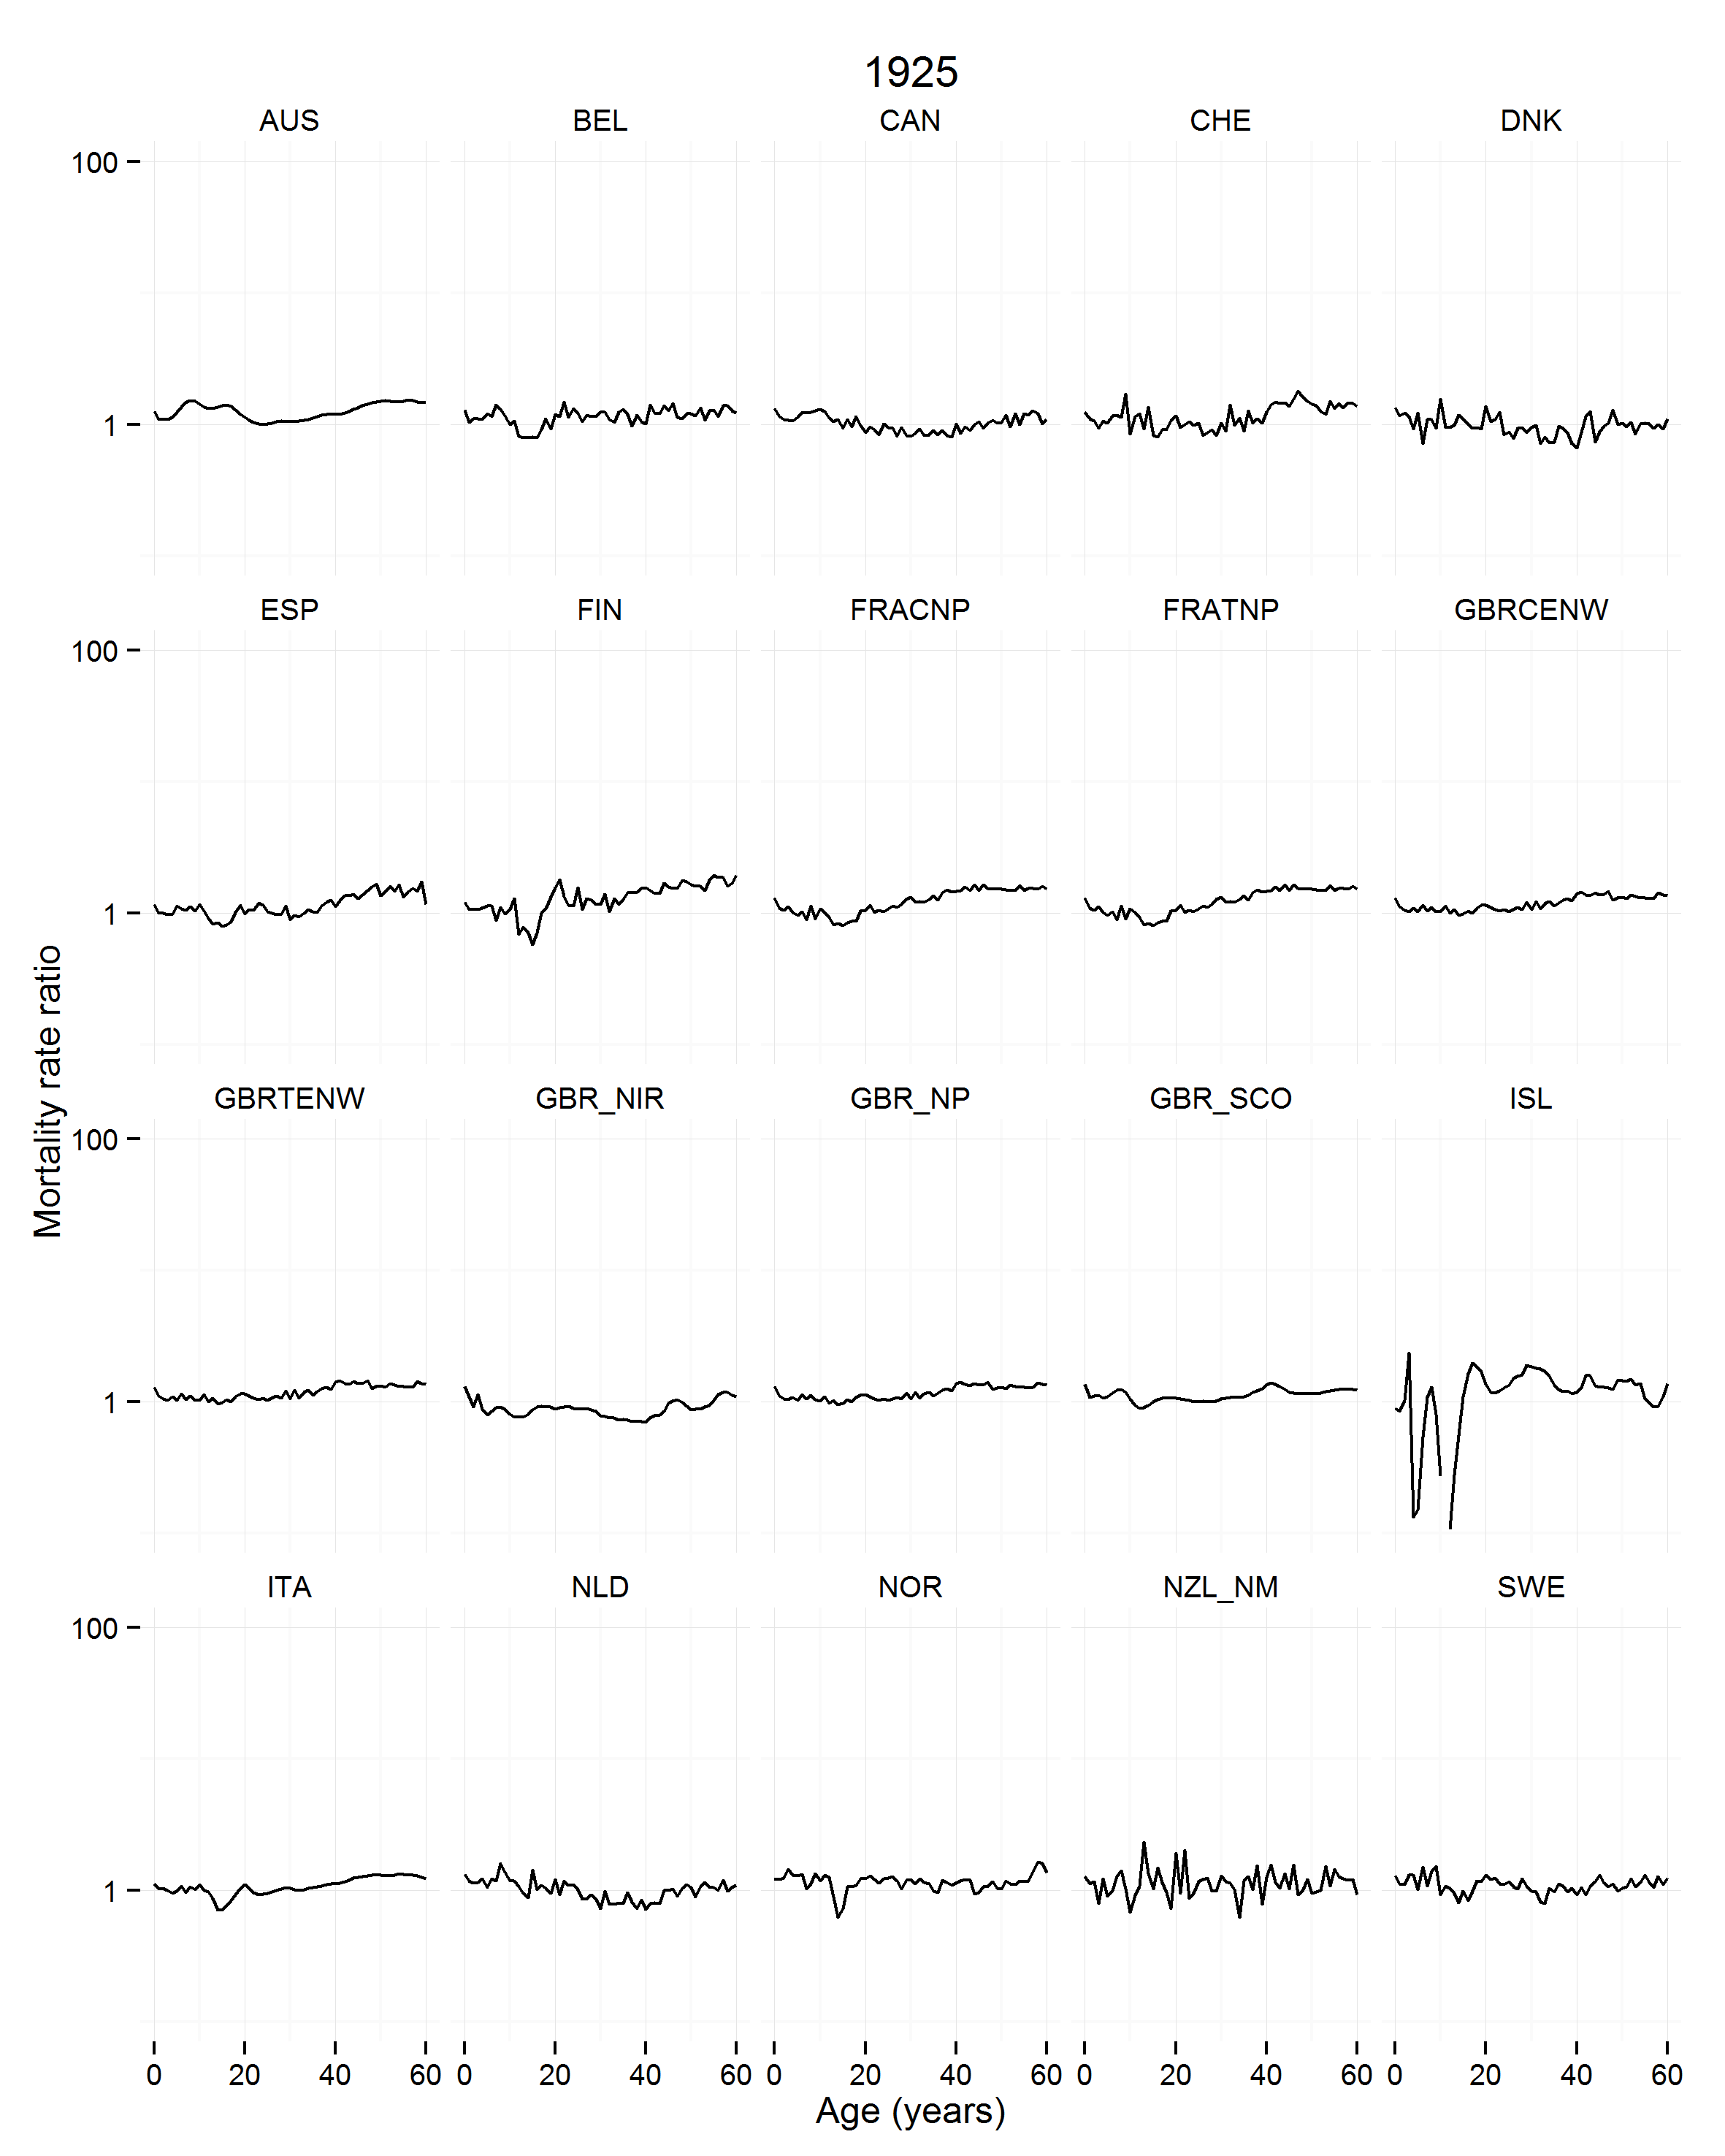 1925
AUS BEL CAN CHE DNK
100
1
ESP FIN FRACNP FRATNP GBRCENW
100
1
Mortality rate ratio
GBRTENW GBR_NIR GBR_NP GBR_SCO ISL
100
1
ITA NLD NOR NZL_NM SWE
100
1
0 20 40 60 0 20 40 60 0 20 40 60 0 20 40 60 0 20 40 60
Age (years)